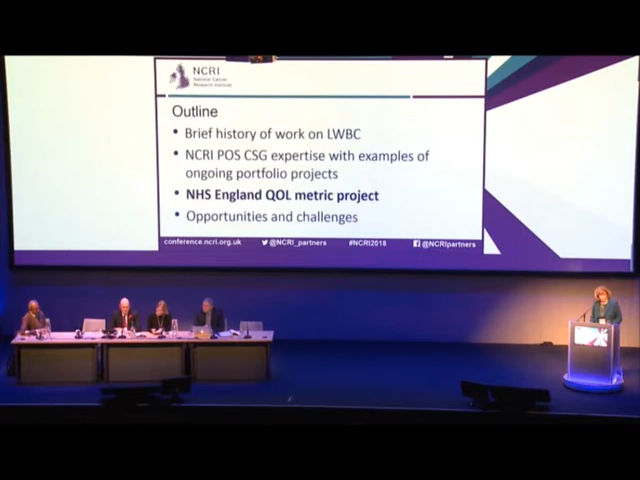 NCRI
National Cancer
Research Institute
Outline
• Brief history of work on LWBC
• NCRI POS CSG expertise with examples of
ongoing portfolio projects
• NHS England QOL metric project
• Opportunities and challenges
conference.ncri.org.uk @NCRI_partners #NCRI2018 @NCRIpartners